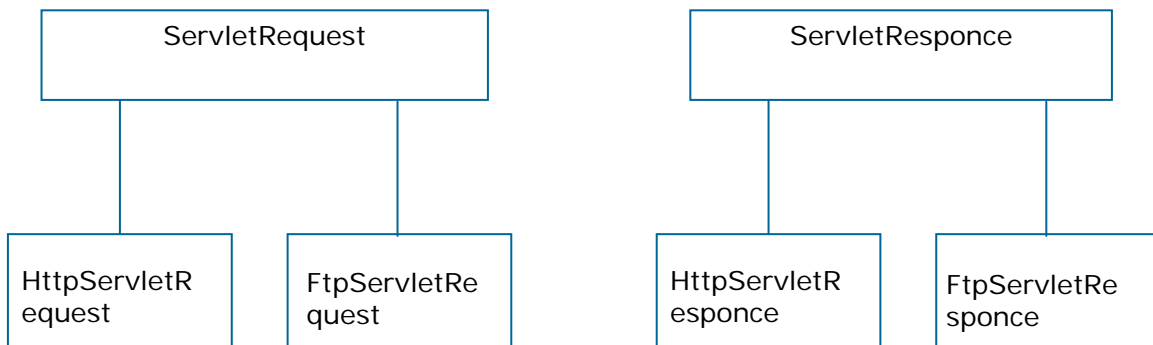 ServletRequest
ServletResponce
HttpServletR
equest
FtpServletRe
quest
HttpServletR
esponce
FtpServletRe
sponce